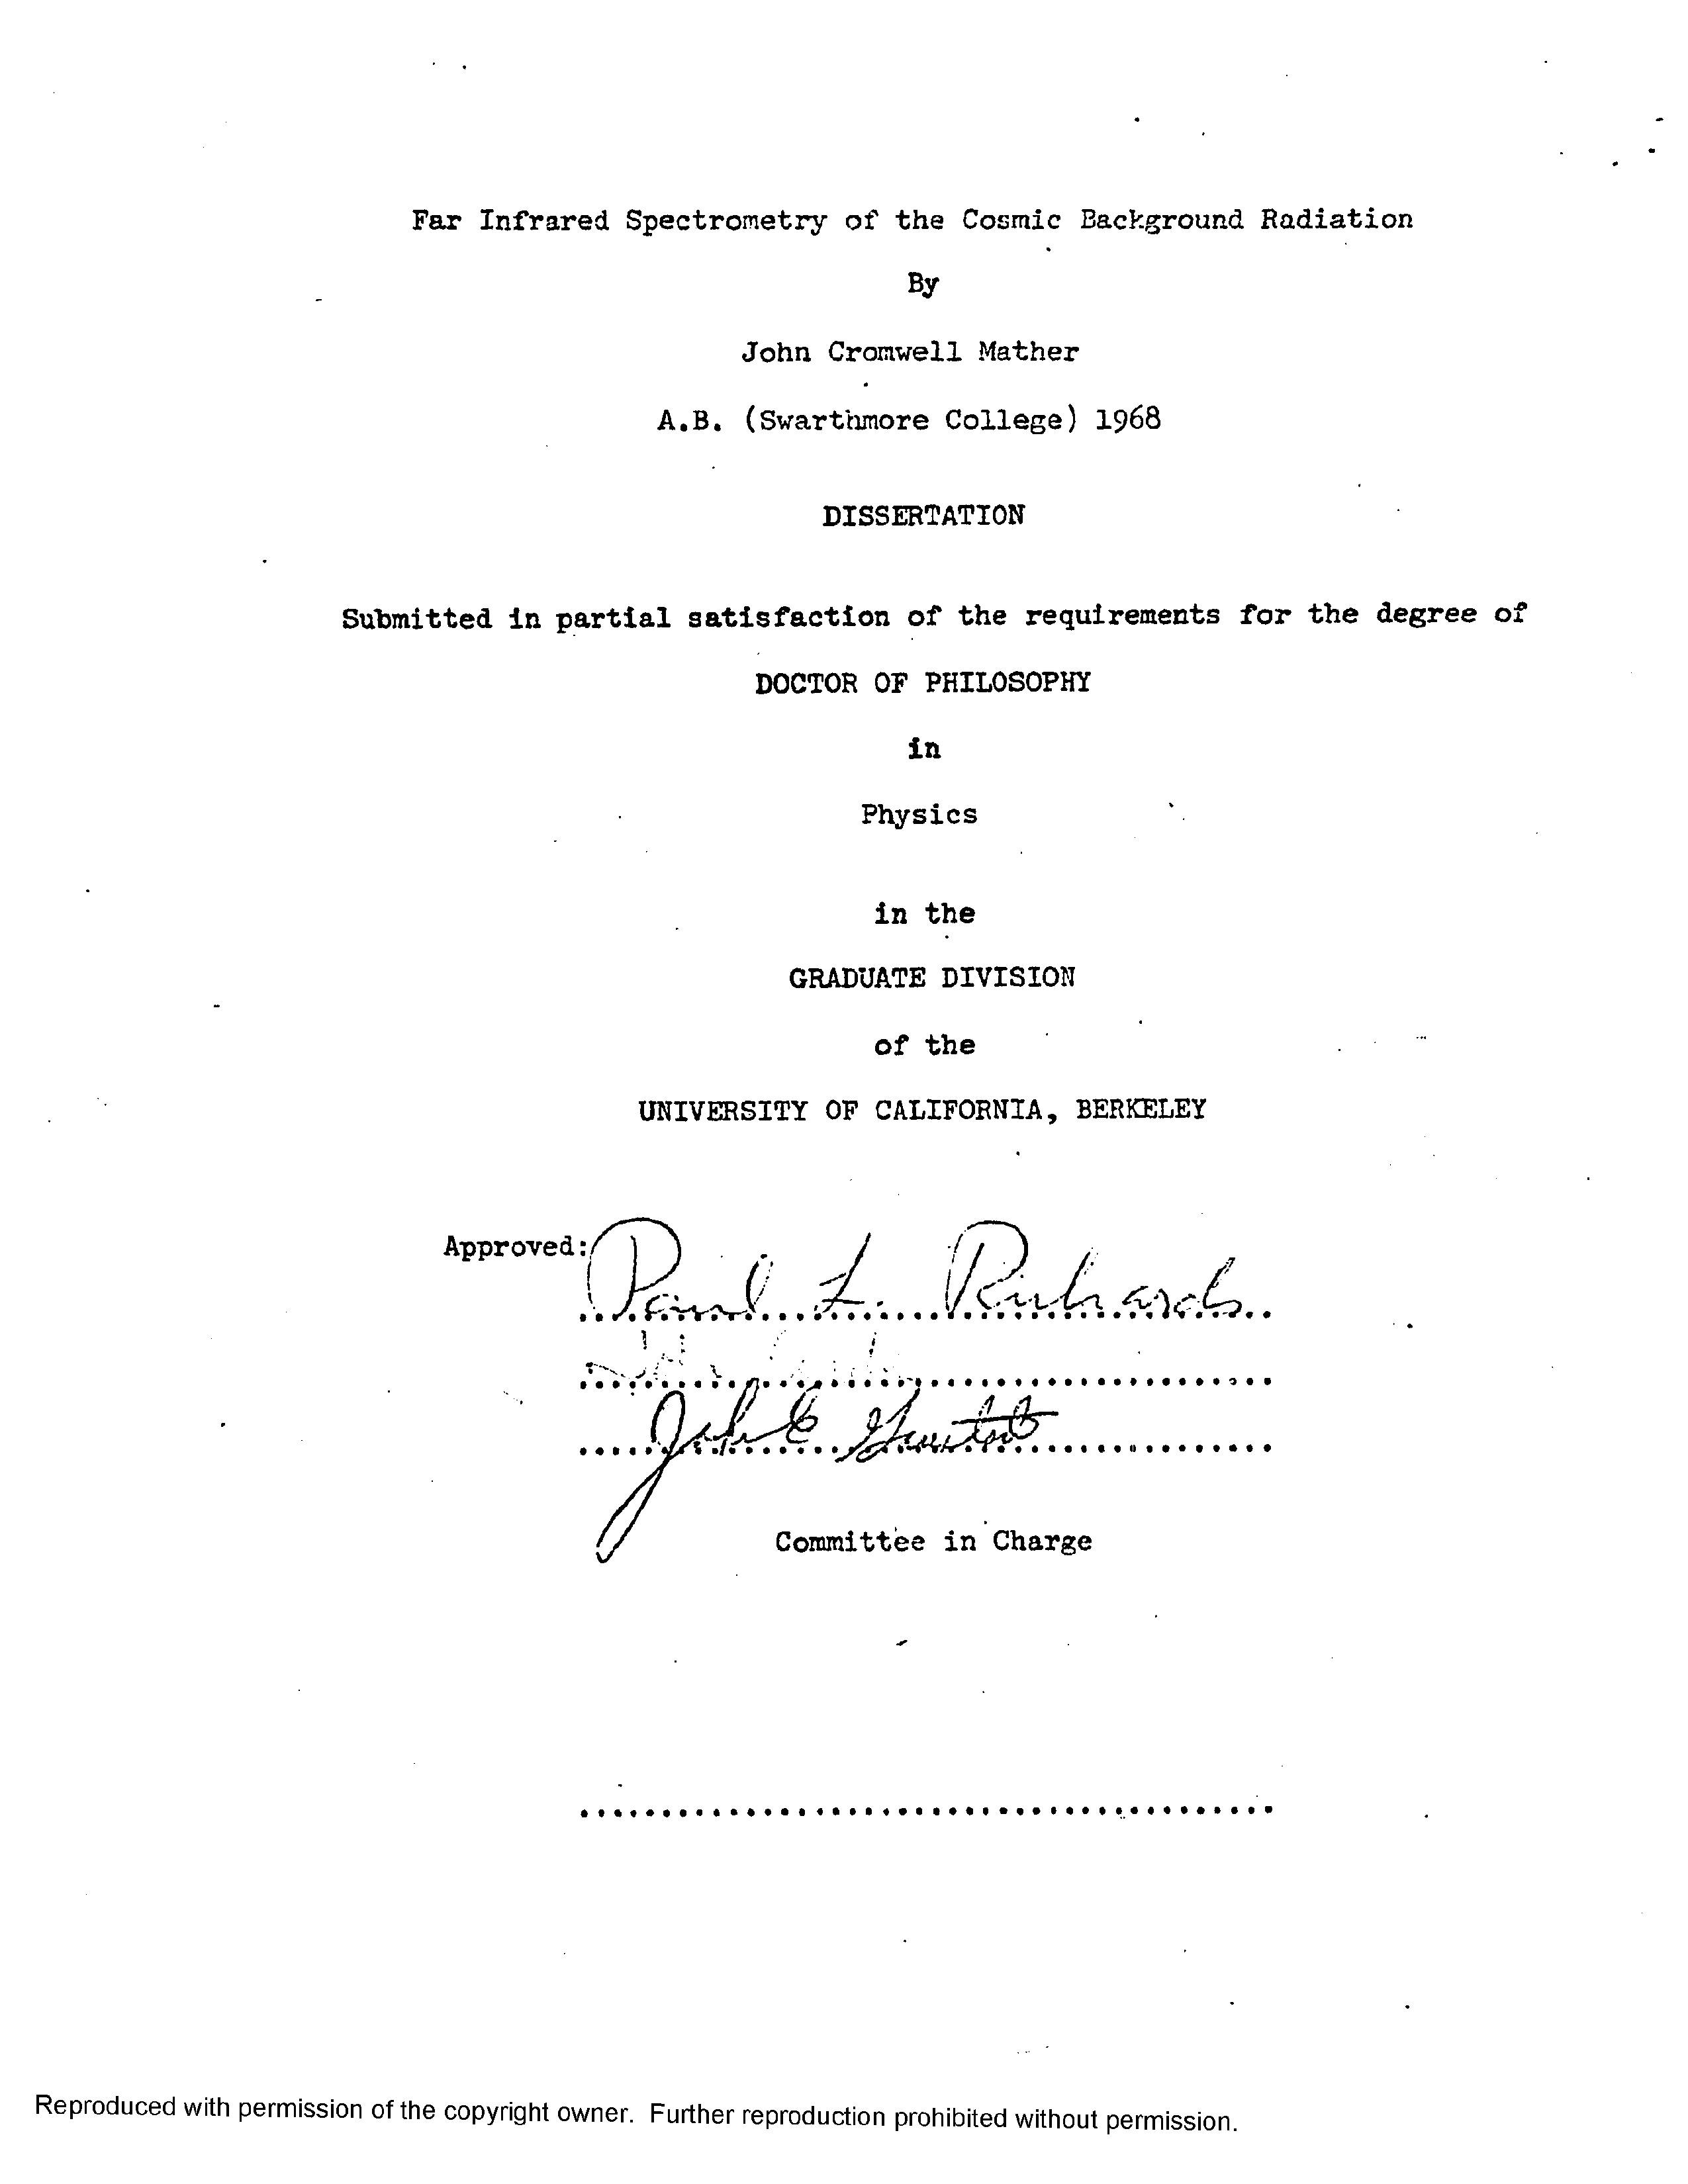 Far Infrared Spectrometry of the Cosmic Background Radiation
By
John Cromwell Mather
A.B. (Swarthmore College) 1968
DISSERTATION
Submitted in partial satisfaction of the requirements for the degree of
DOCTOR OF PHILOSOPHY
in
Physics
in the
GRADUATE DIVISION
of the
UNIVERSITY OF CALIFORNIA, BERKELEY
Approved: Paul L. Richards
John E
Committee in Charge
Reproduced with permission of the copyright owner. Further reproduction prohibited without permission.